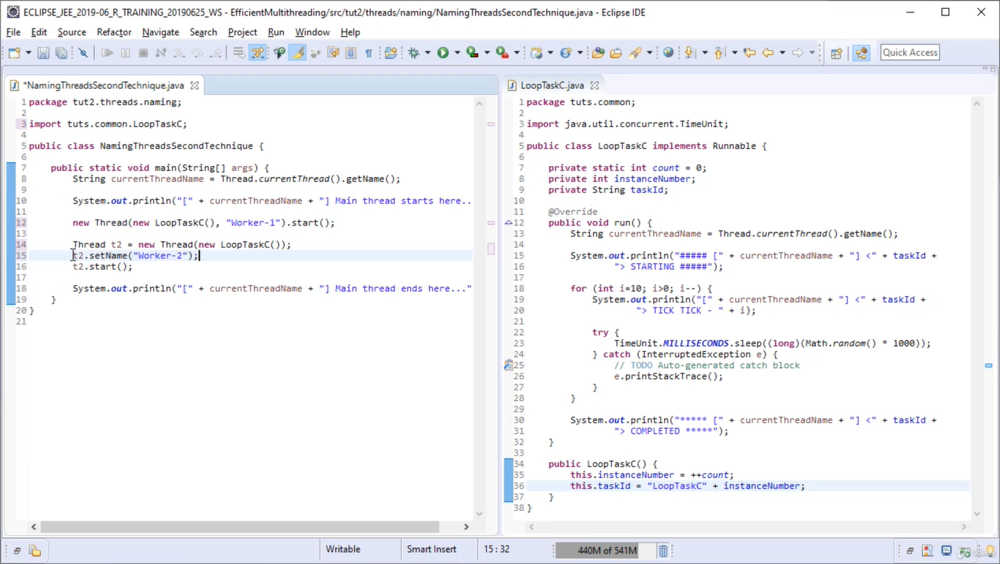 ECLIPSE_JEE_2019-06_R_TRAINING_20190625_WS - EfficientMultithreading/src/tut2/threads/naming/NamingThreadsSecondTechnique.java - Eclipse IDE
File Edit Source Refactor Navigate Search Project Run Window Help
Quick Access
*NamingThreadsSecondTechnique.java
1 package tut2.threads.naming;
2
3 import tuts.common.LoopTaskC;
4
5 public class NamingThreadsSecondTechnique {
6
7 public static void main(String[] args) {
8 String currentThreadName = Thread.currentThread().getName();
9
10 System.out.println("[" + currentThreadName + "] Main thread starts here..
11
12 new Thread(new LoopTaskC(), "Worker-1").start();
13
14 Thread t2 = new Thread(new LoopTaskC());
15 t2.setName("Worker-2");
16 t2.start();
17
18 System.out.println("[" + currentThreadName + "] Main thread ends here..."
19 }
20 }
21
LoopTaskC.java
1 package tuts.common;
2
3 import java.util.concurrent.TimeUnit;
4
5 public class LoopTaskC implements Runnable {
6
7 private static int count = 0;
8 private int instanceNumber;
9 private String taskId;
10
11 @Override
12 public void run() {
13 String currentThreadName = Thread.currentThread().getName();
14
15 System.out.println("##### [" + currentThreadName + "] <" + taskId +
16 "> STARTING #####");
17
18 for (int i=10; i>0; i--) {
19 System.out.println("[" + currentThreadName + "] <" + taskId +
20 "> TICK TICK - " + i);
21
22 try {
23 TimeUnit.MILLISECONDS.sleep((long)(Math.random() * 1000));
24 } catch (InterruptedException e) {
25 // TODO Auto-generated catch block
26 e.printStackTrace();
27 }
28 }
29
30 System.out.println("***** [" + currentThreadName + "] <" + taskId +
31 "> COMPLETED *****");
32 }
33
34 public LoopTaskC() {
35 this.instanceNumber = ++count;
36 this.taskId = "LoopTaskC" + instanceNumber;
37 }
38 }
Writable Smart Insert 15 : 32 440M of 541M